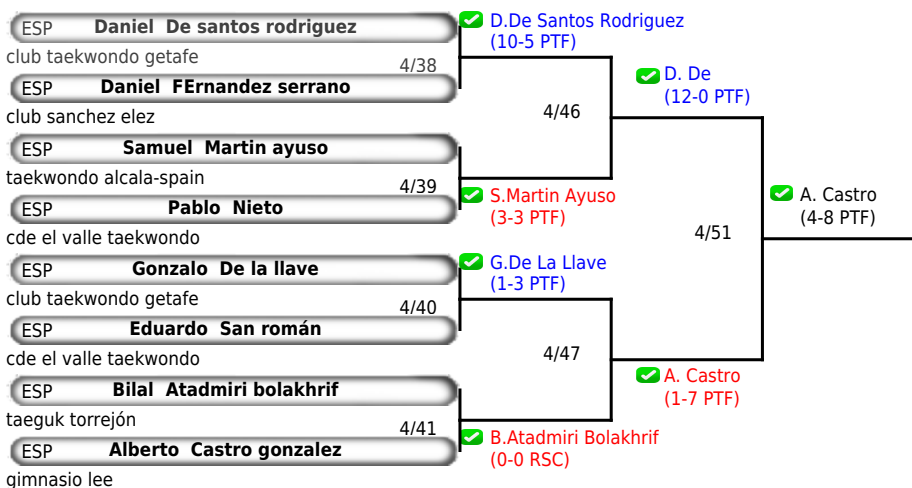 ESP Daniel De santos rodriguez
club taekwondo getafe
4/38
ESP Daniel FErnandez serrano
club sanchez elez
ESP Samuel Martin ayuso
taekwondo alcala-spain
4/39
ESP Pablo Nieto
cde el valle taekwondo
ESP Gonzalo De la llave
club taekwondo getafe
4/40
ESP Eduardo San román
cde el valle taekwondo
ESP Bilal Atadmiri bolakhrif
taeguk torrejón
4/41
ESP Alberto Castro gonzalez
gimnasio lee
D.De Santos Rodriguez
(10-5 PTF)
4/46
S.Martin Ayuso
(3-3 PTF)
G.De La Llave
(1-3 PTF)
4/47
B.Atadmiri Bolakhrif
(0-0 RSC)
D. De
(12-0 PTF)
4/51
A. Castro
(1-7 PTF)
A. Castro
(4-8 PTF)